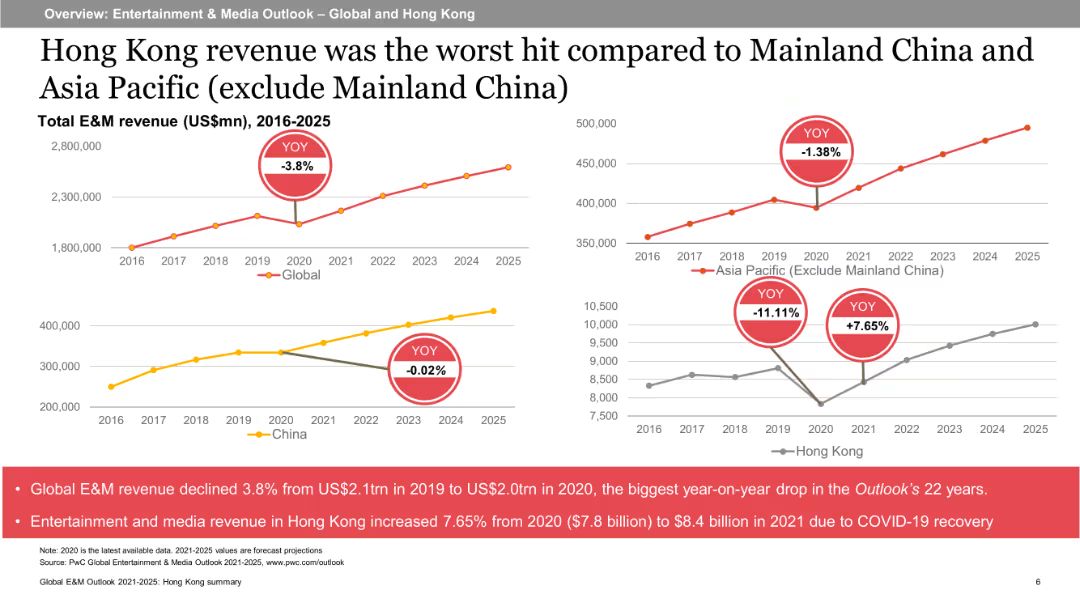 Overview: Entertainment & Media Outlook – Global and Hong Kong
Hong Kong revenue was the worst hit compared to Mainland China and
Asia Pacific (exclude Mainland China)
Total E&M revenue (US$mn), 2016-2025
2,800,000
2,300,000
1,800,000
YOY
-3.8%
2016 2017 2018 2019 2020 2021 2022 2023 2024 2025
Global
500,000
450,000
400,000
350,000
YOY
-1.38%
2016 2017 2018 2019 2020 2021 2022 2023 2024 2025
Asia Pacific (Exclude Mainland China)
400,000
300,000
200,000
YOY
-0.02%
2016 2017 2018 2019 2020 2021 2022 2023 2024 2025
China
10,500
10,000
9,500
9,000
8,500
8,000
7,500
YOY
-11.11%
YOY
+7.65%
2016 2017 2018 2019 2020 2021 2022 2023 2024 2025
Hong Kong
• Global E&M revenue declined 3.8% from US$2.1trn in 2019 to US$2.0trn in 2020, the biggest year-on-year drop in the Outlook's 22 years.
• Entertainment and media revenue in Hong Kong increased 7.65% from 2020 ($7.8 billion) to $8.4 billion in 2021 due to COVID-19 recovery
Note: 2020 is the latest available data. 2021-2025 values are forecast projections
Source: PwC Global Entertainment & Media Outlook 2021-2025, www.pwc.com/outlook
Global E&M Outlook 2021-2025: Hong Kong summary
6